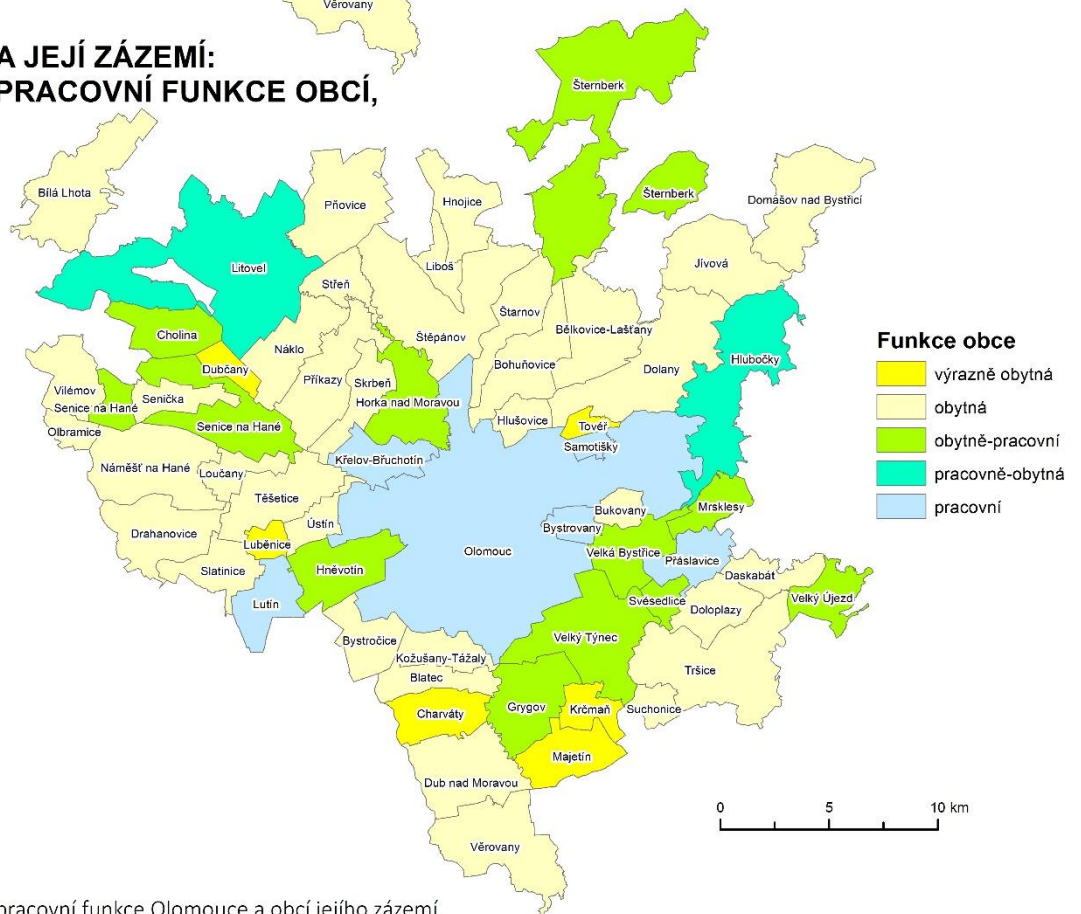 Věrovany
A JEJÍ ZÁZEMÍ:
PRACOVNÍ FUNKCE OBCÍ,
Šternberk
Bílá Lhota
Šternberk
Domašov nad Bystřicí
Pňovice
Hnojice
Litovel
Liboš
Jívová
Střeň
Štarnov
Cholina
Štěpánov
Bělkovice-Lašťany
Náklo
Hlubočky
Dubčany
Bohuňovice
Dolany
Příkazy
Skrbeň
Vilémov
Senička
Horka nad Moravou
Senice na Hané
Hlušovice
Senice na Hané
Tovéř
Olbramice
Samotišky
Křelov-Břuchotín
Náměšť na Hané
Loučany
Těšetice
Mrsklesy
Bukovany
Ústín
Bystrovany
Drahanovice
Luběnice
Olomouc
Velká Bystřice
Přáslavice
Slatinice
Hněvotín
Daskabát
Velký Újezd
Svésedlice
Lutín
Doloplazy
Velký Týnec
Bystročice
Kožušany-Tážaly
Tršice
Blatec
Grygov
Krčmaň
Suchonice
Charváty
Majetín
Dub nad Moravou
Věrovany
Funkce obce
výrazně obytná
obytná
obytně-pracovní
pracovně-obytná
pracovní
0 5 10 km
pracovní funkce Olomouce a obcí jejího zázemí